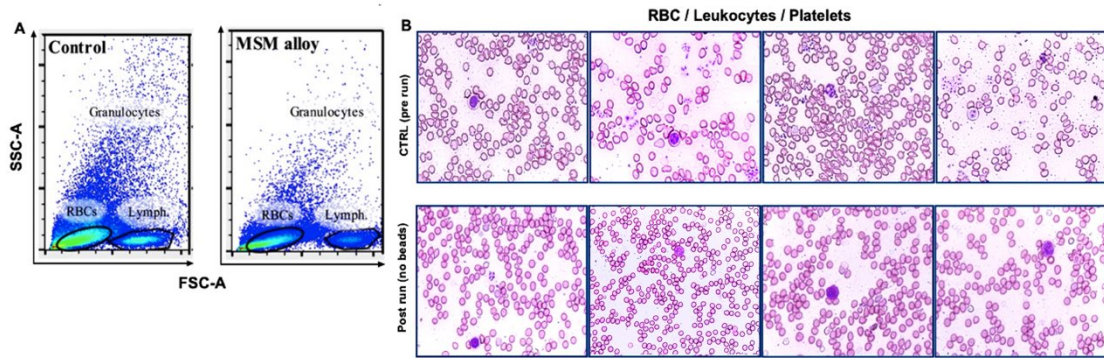 A
Control
Granulocytes
RBCs
Lymph.
MSM alloy
Granulocytes
RBCs
Lymph.
SSC-A
FSC-A
B
RBC / Leukocytes / Platelets
CTRL (pre run)
Post run (no beads)